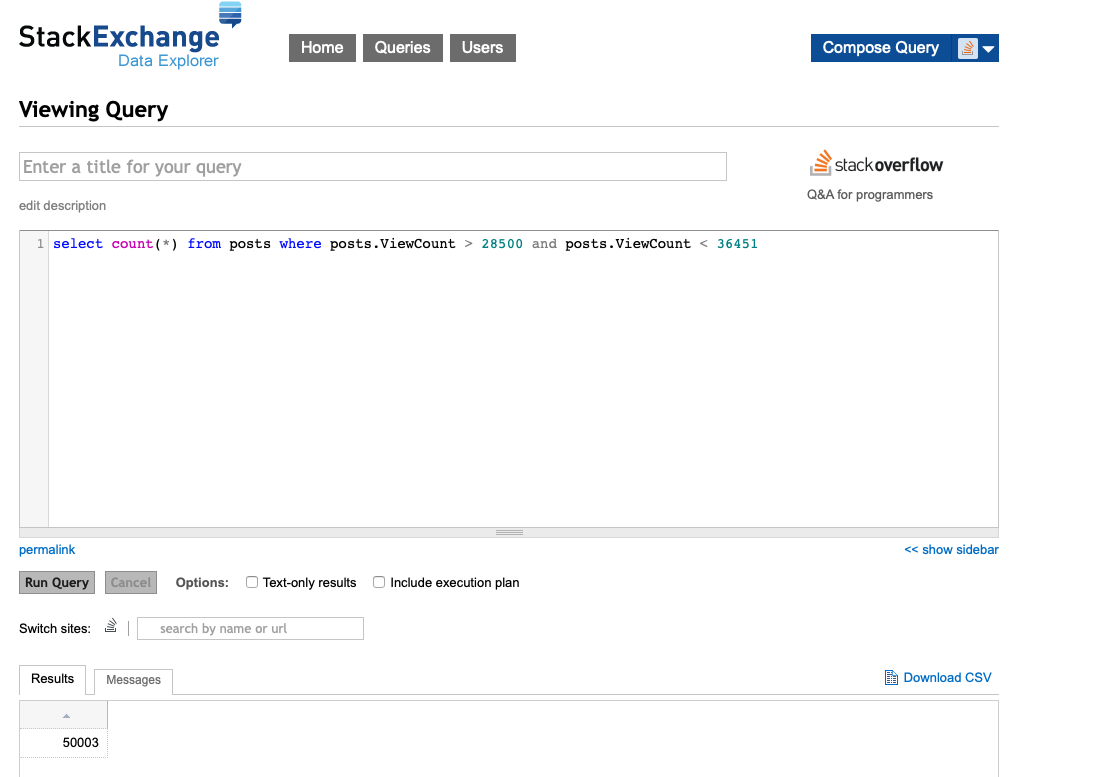 StackExchange
Data Explorer
Home Queries Users
Compose Query
Viewing Query
Enter a title for your query
stackoverflow
Q&A for programmers
edit description
1 select count(*) from posts where posts.ViewCount > 28500 and posts.ViewCount < 36451
permalink
<< show sidebar
Run Query Cancel Options: Text-only results Include execution plan
Switch sites: | search by name or url
Results Messages
Download CSV
50003